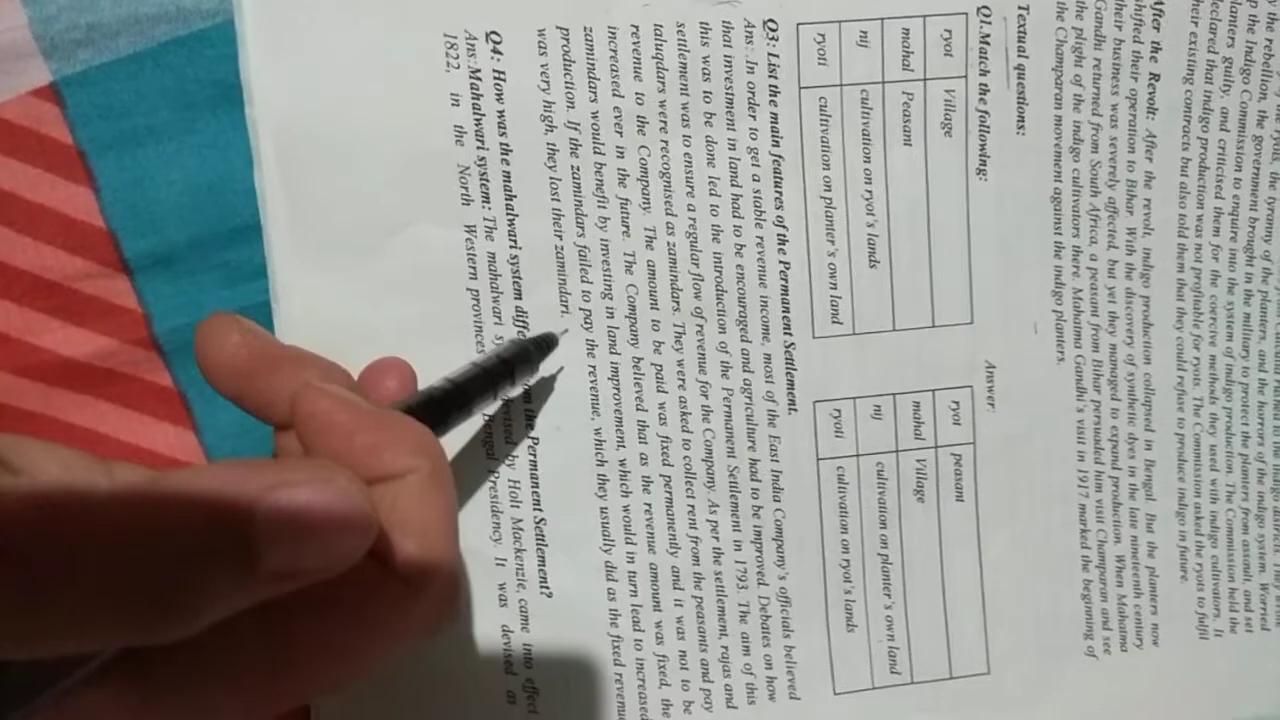 by the rebellion, the government brought in the military to protect the planters from assault, and set
up the Indigo Commission to enquire into the system of indigo production. The Commission held the
planters guilty, and criticised them for the coercive methods they used with indigo cultivators. It
declared that indigo production was not profitable for ryots. The Commission asked the ryots to fulfil
their existing contracts but also told them that they could refuse to produce indigo in future.
After the Revolt: After the revolt, indigo production collapsed in Bengal. But the planters now
shifted their operation to Bihar. With the discovery of synthetic dyes in the late nineteenth century
their business was severely affected, but yet they managed to expand production. When Mahatma
Gandhi returned from South Africa, a peasant from Bihar persuaded him visit Champaran and see
the plight of the indigo cultivators there. Mahatma Gandhi's visit in 1917 marked the beginning of
the Champaran movement against the indigo planters.
Textual questions:
Q1.Match the following: Answer:
ryot Village
mahal Peasant
nij cultivation on ryot's lands
ryoti cultivation on planter's own land
ryot peasant
mahal Village
nij cultivation on planter's own land
ryoti cultivation on ryot's lands
Q3: List the main features of the Permanent Settlement.
Ans: .In order to get a stable revenue income, most of the East India Company's officials believed
that investment in land had to be encouraged and agriculture had to be improved. Debates on how
this was to be done led to the introduction of the Permanent Settlement in 1793. The aim of this
settlement was to ensure a regular flow of revenue for the Company. As per the settlement, rajas and
taluqdars were recognised as zamindars. They were asked to collect rent from the peasants and pay
revenue to the Company. The amount to be paid was fixed permanently and it was not to be
increased ever in the future. The Company believed that as the revenue amount was fixed, the
zamindars would benefit by investing in land improvement, which would in turn lead to increased
production. If the zamindars failed to pay the revenue, which they usually did as the fixed revenue
was very high, they lost their zamindari.
Q4: How was the mahalwari system the Permanent Settlement?
Ans:Mahalwari system: The mahalwari by Holt Mackenzie, came into effect
1822, in the North Western provinces Bengal Presidency. It was devised as